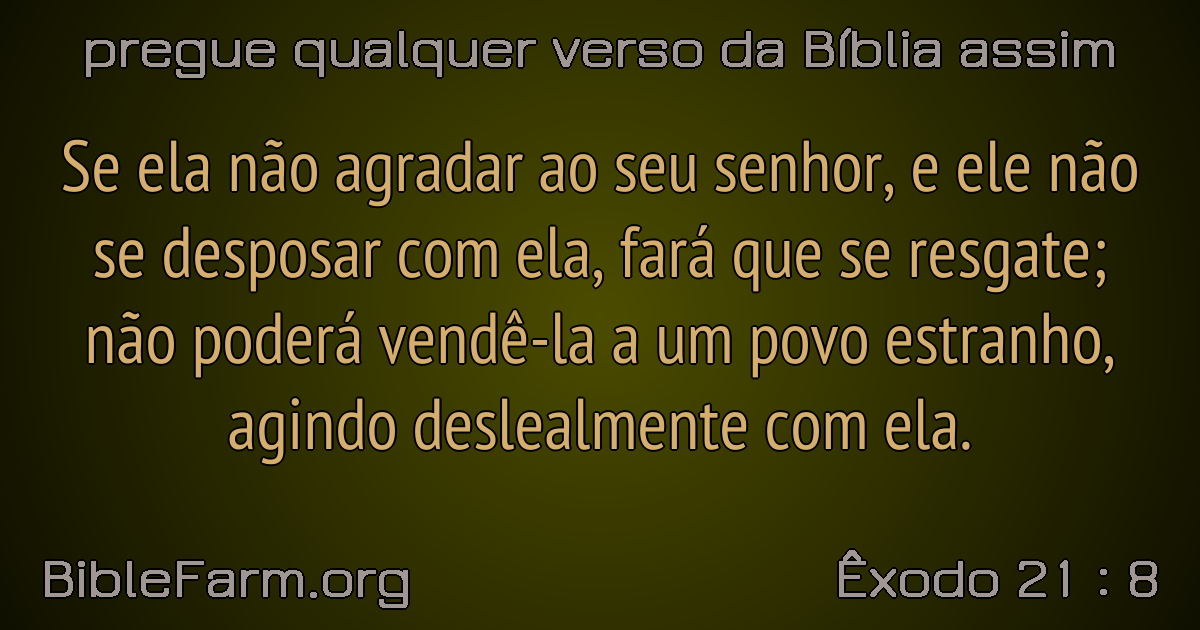 pregue qualquer verso da Bíblia assim
Se ela não agradar ao seu senhor, e ele não
se desposar com ela, fará que se resgate;
não poderá vendê-la a um povo estranho,
agindo deslealmente com ela.
BibleFarm.org
Êxodo 21 : 8